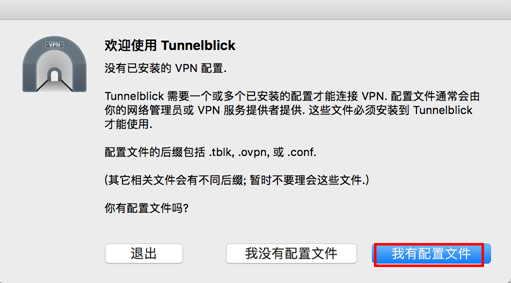 VPN
欢迎使用 Tunnelblick
没有已安装的 VPN 配置.
Tunnelblick 需要一个或多个已安装的配置才能连接 VPN. 配置文件通常会由
你的网络管理员或 VPN 服务提供者提供. 这些文件必须安装到 Tunnelblick
才能使用.
配置文件的后缀包括 .tblk, .ovpn, 或 .conf.
(其它相关文件会有不同后缀; 暂时不要理会这些文件.)
你有配置文件吗?
退出
我没有配置文件
我有配置文件